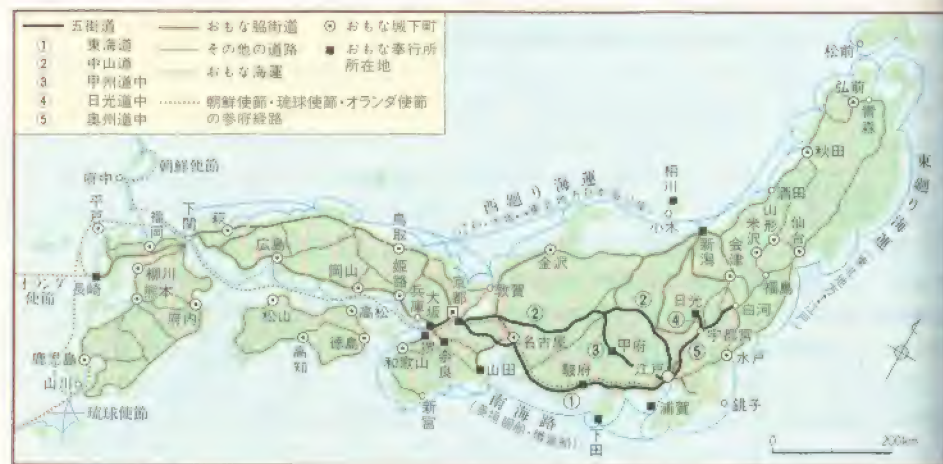 五街道
① 東海道
② 中山道
③ 甲州道中
④ 日光道中
⑤ 奥州道中
おもな脇街道
その他の道路
おもな海運
朝鮮使節・琉球使節・オランダ使節
の参府経路
おもな城下町
おもな奉行所
所在地
松前
弘前
青森
秋田
東廻り海運
酒田
山形
仙台
米沢
相川
小木
西廻り海運
新潟
会津
福島
白河
日光
宇都宮
水戸
金沢
敦賀
京都
鳥取
姫路
兵庫
大坂
堺
奈良
山田
名古屋
駿府
甲府
江戸
浦賀
銚子
下田
南海路
新宮
和歌山
岡山
広島
萩
下関
福岡
平戸
府中
朝鮮使節
オランダ
使節
長崎
柳川
熊本
府内
鹿児島
山川
琉球使節
松山
高松
高知
徳島
②
②
③
④
⑤
①
0
200km